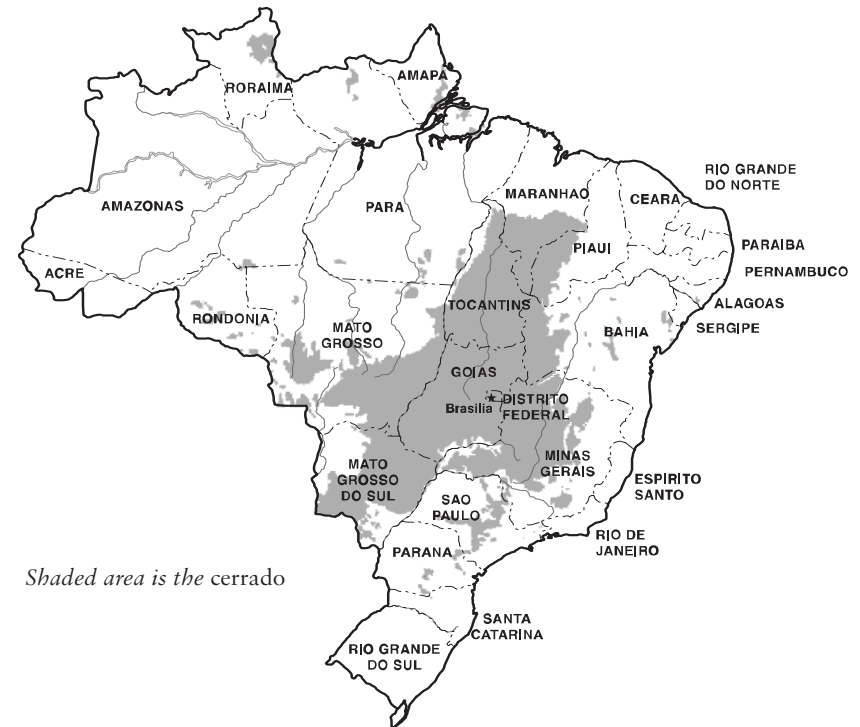 RORAIMA
AMAPA
AMAZONAS
PARA
MARANHAO
CEARA
RIO GRANDE
DO NORTE
PIAUI
PARAIBA
PERNAMBUCO
ACRE
ALAGOAS
SERGIPE
TOCANTINS
RONDONIA
MATO
GROSSO
BAHIA
GOIAS
Brasilia
DISTRITO
FEDERAL
MINAS
GERAIS
MATO
GROSSO
DO SUL
ESPIRITO
SANTO
SAO
PAULO
RIO DE
JANEIRO
PARANA
Shaded area is the cerrado
SANTA
CATARINA
RIO GRANDE
DO SUL